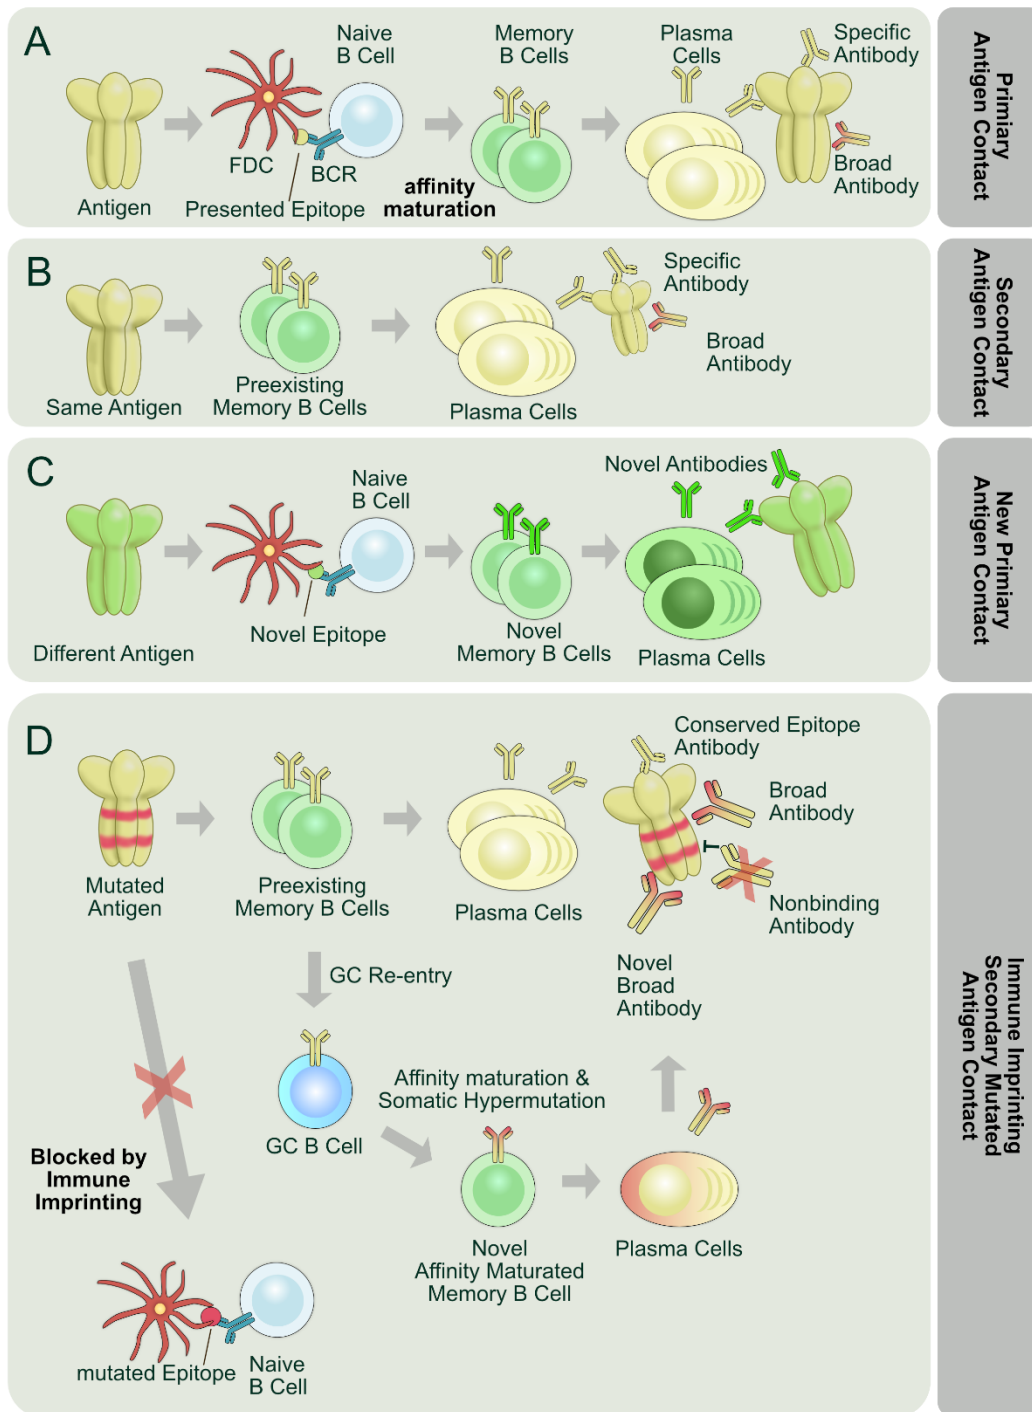 A
Antigen
FDC
BCR
Presented Epitope
Naive
B Cell
affinity
maturation
Memory
B Cells
Plasma
Cells
Specific
Antibody
Broad
Antibody
Primiary
Antigen Contact
B
Same Antigen
Preexisting
Memory B Cells
Plasma Cells
Specific
Antibody
Broad
Antibody
Secondary
Antigen Contact
C
Different Antigen
Naive
B Cell
Novel Epitope
Novel
Memory B Cells
Novel Antibodies
Plasma Cells
New Primiary
Antigen Contact
D
Mutated
Antigen
Preexisting
Memory B Cells
Plasma Cells
Conserved Epitope
Antibody
Broad
Antibody
Nonbinding
Antibody
Novel
Broad
Antibody
GC Re-entry
GC B Cell
Affinity maturation &
Somatic Hypermutation
Novel
Affinity Maturated
Memory B Cell
Plasma Cells
Blocked by
Immune
Imprinting
mutated Epitope
Naive
B Cell
Immune Imprinting
Secondary Mutated
Antigen Contact